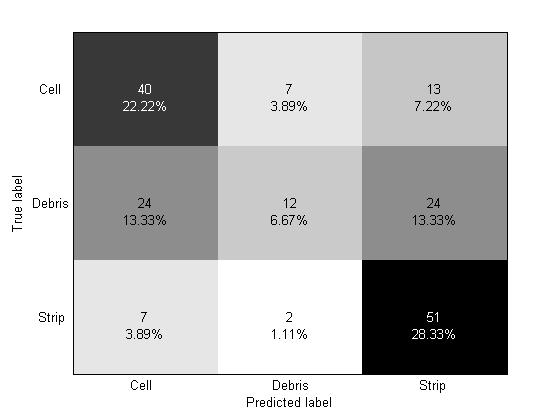 Cell
40
22.22%
7
3.89%
13
7.22%
True label
Debris
24
13.33%
12
6.67%
24
13.33%
Strip
7
3.89%
2
1.11%
51
28.33%
Cell
Debris
Strip
Predicted label